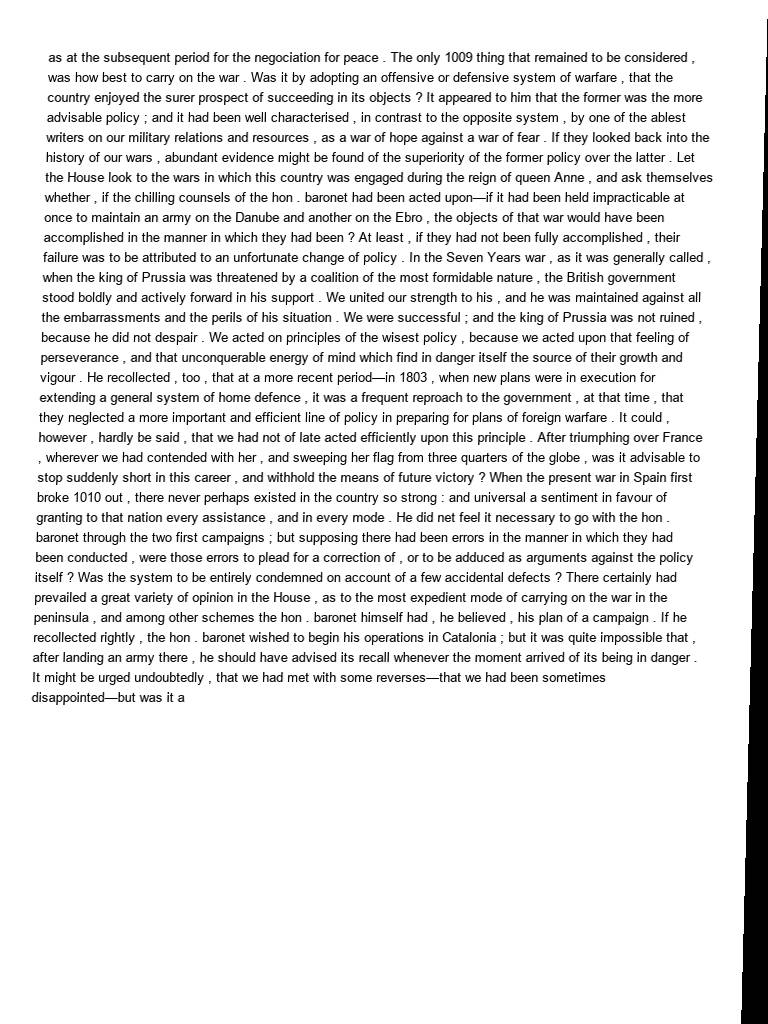 as at the subsequent period for the negociation for peace . The only 1009 thing that remained to be considered ,
was how best to carry on the war . Was it by adopting an offensive or defensive system of warfare , that the
country enjoyed the surer prospect of succeeding in its objects ? It appeared to him that the former was the more
advisable policy ; and it had been well characterised , in contrast to the opposite system , by one of the ablest
writers on our military relations and resources , as a war of hope against a war of fear . If they looked back into the
history of our wars , abundant evidence might be found of the superiority of the former policy over the latter . Let
the House look to the wars in which this country was engaged during the reign of queen Anne , and ask themselves
whether , if the chilling counsels of the hon . baronet had been acted upon—if it had been held impracticable at
once to maintain an army on the Danube and another on the Ebro , the objects of that war would have been
accomplished in the manner in which they had been ? At least , if they had not been fully accomplished , their
failure was to be attributed to an unfortunate change of policy . In the Seven Years war , as it was generally called ,
when the king of Prussia was threatened by a coalition of the most formidable nature , the British government
stood boldly and actively forward in his support . We united our strength to his , and he was maintained against all
the embarrassments and the perils of his situation . We were successful ; and the king of Prussia was not ruined ,
because he did not despair . We acted on principles of the wisest policy , because we acted upon that feeling of
perseverance , and that unconquerable energy of mind which find in danger itself the source of their growth and
vigour . He recollected , too , that at a more recent period—in 1803 , when new plans were in execution for
extending a general system of home defence , it was a frequent reproach to the government , at that time , that
they neglected a more important and efficient line of policy in preparing for plans of foreign warfare . It could ,
however , hardly be said , that we had not of late acted efficiently upon this principle . After triumphing over France
, wherever we had contended with her , and sweeping her flag from three quarters of the globe , was it advisable to
stop suddenly short in this career , and withhold the means of future victory ? When the present war in Spain first
broke 1010 out , there never perhaps existed in the country so strong : and universal a sentiment in favour of
granting to that nation every assistance , and in every mode . He did net feel it necessary to go with the hon .
baronet through the two first campaigns ; but supposing there had been errors in the manner in which they had
been conducted , were those errors to plead for a correction of , or to be adduced as arguments against the policy
itself ? Was the system to be entirely condemned on account of a few accidental defects ? There certainly had
prevailed a great variety of opinion in the House , as to the most expedient mode of carrying on the war in the
peninsula , and among other schemes the hon . baronet himself had , he believed , his plan of a campaign . If he
recollected rightly , the hon . baronet wished to begin his operations in Catalonia ; but it was quite impossible that ,
after landing an army there , he should have advised its recall whenever the moment arrived of its being in danger .
It might be urged undoubtedly , that we had met with some reverses—that we had been sometimes
disappointed—but was it a